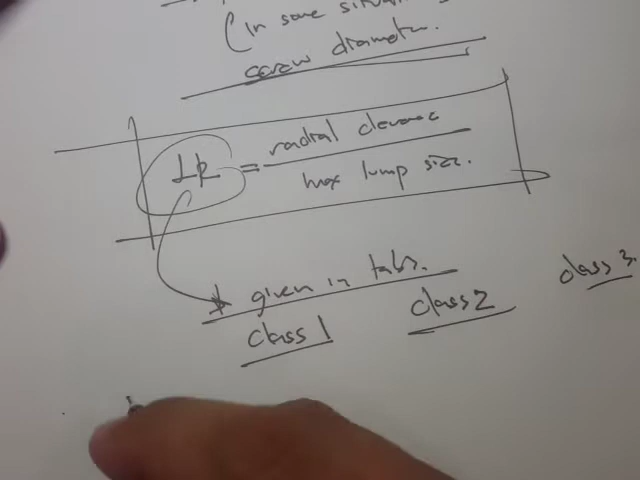 (in some situ
screw diameter.
LR = radial clearance
max lump size.
* given in tabs.
class 1 class 2 class 3.